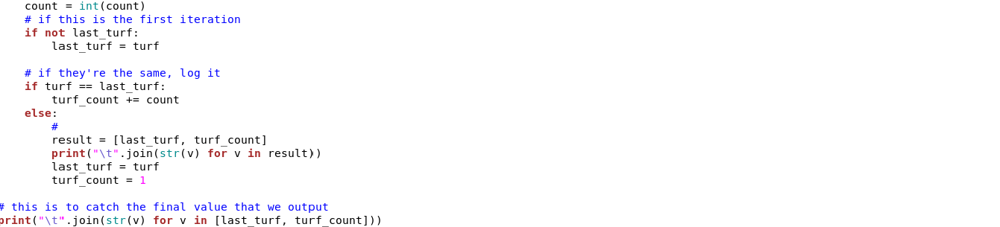 count = int(count)
    # if this is the first iteration
    if not last_turf:
        last_turf = turf

    # if they're the same, log it
    if turf == last_turf:
        turf_count += count
    else:
        #
        result = [last_turf, turf_count]
        print("\t".join(str(v) for v in result))
        last_turf = turf
        turf_count = 1

# this is to catch the final value that we output
print("\t".join(str(v) for v in [last_turf, turf_count]))